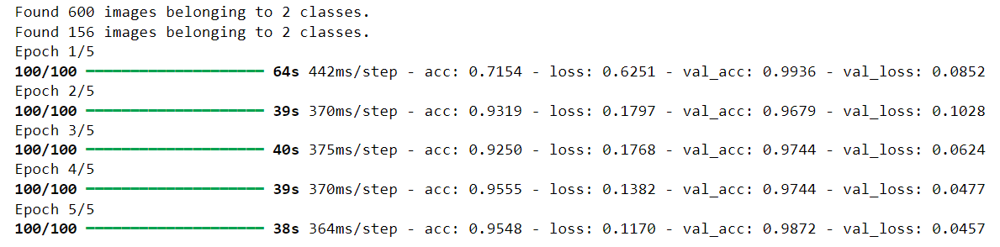 Found 600 images belonging to 2 classes.
Found 156 images belonging to 2 classes.
Epoch 1/5
100/100 ━━━━━━━━━━━━━━━━━━━━ 64s 442ms/step - acc: 0.7154 - loss: 0.6251 - val_acc: 0.9936 - val_loss: 0.0852
Epoch 2/5
100/100 ━━━━━━━━━━━━━━━━━━━━ 39s 370ms/step - acc: 0.9319 - loss: 0.1797 - val_acc: 0.9679 - val_loss: 0.1028
Epoch 3/5
100/100 ━━━━━━━━━━━━━━━━━━━━ 40s 375ms/step - acc: 0.9250 - loss: 0.1768 - val_acc: 0.9744 - val_loss: 0.0624
Epoch 4/5
100/100 ━━━━━━━━━━━━━━━━━━━━ 39s 370ms/step - acc: 0.9555 - loss: 0.1382 - val_acc: 0.9744 - val_loss: 0.0477
Epoch 5/5
100/100 ━━━━━━━━━━━━━━━━━━━━ 38s 364ms/step - acc: 0.9548 - loss: 0.1170 - val_acc: 0.9872 - val_loss: 0.0457